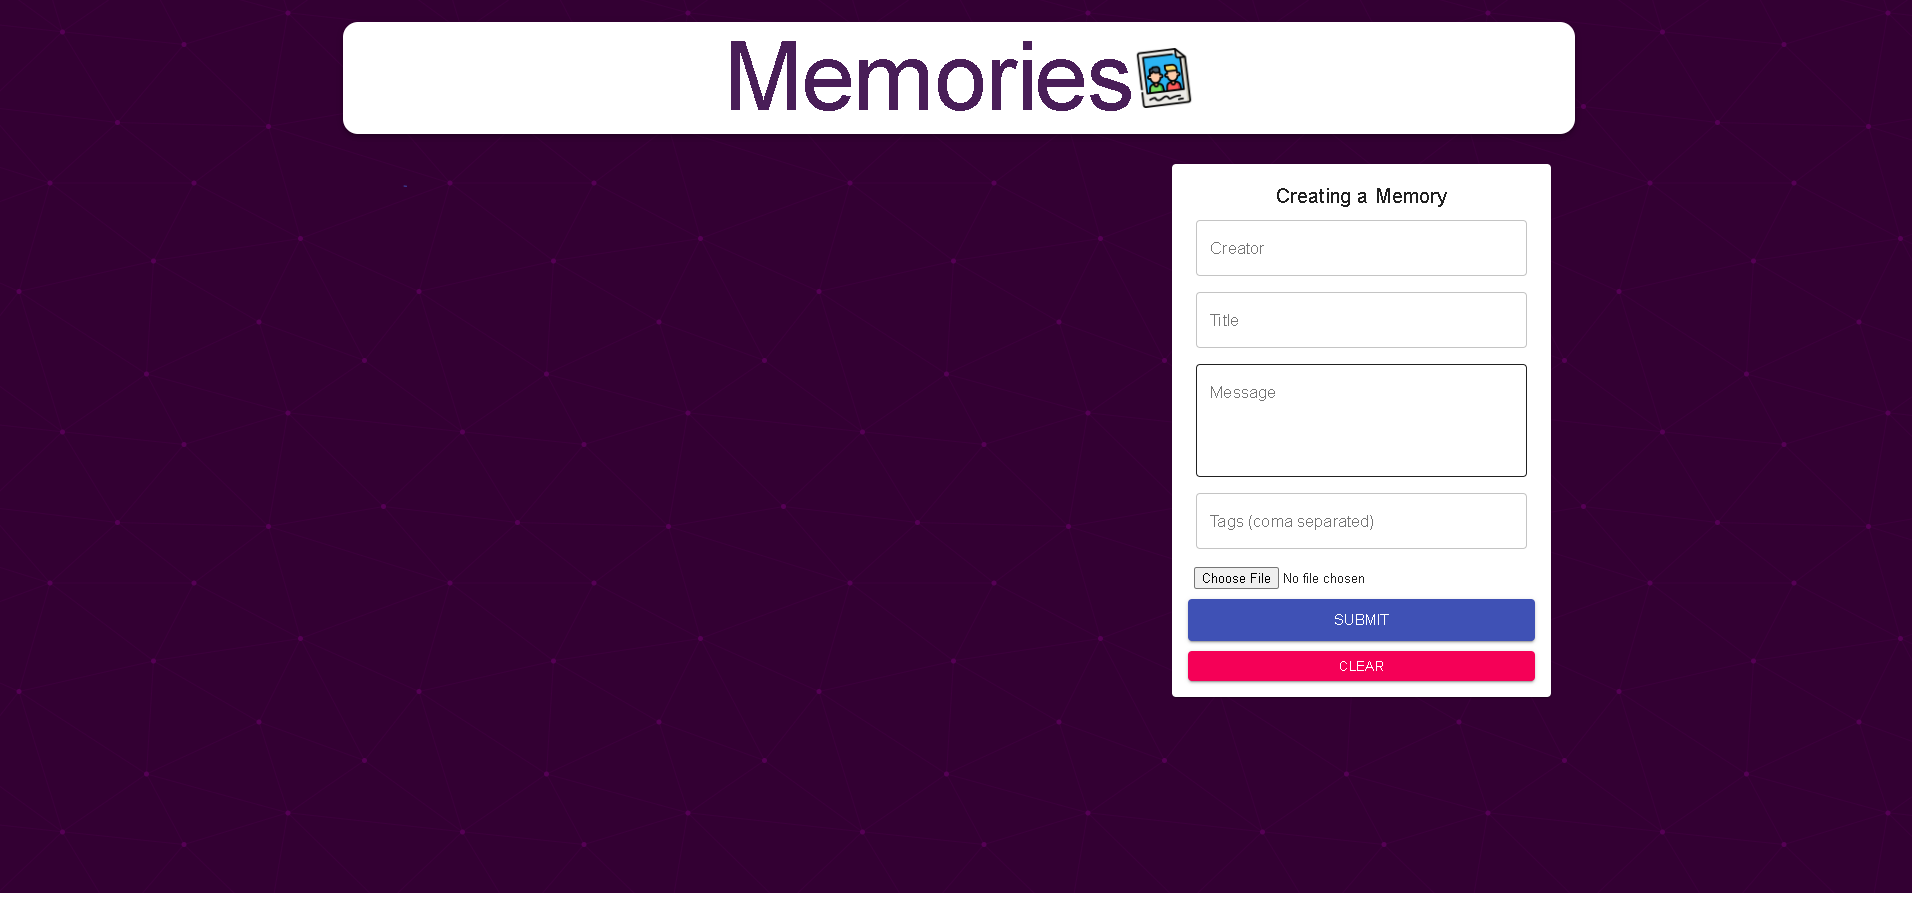 Memories
Creating a Memory
Creator
Title
Message
Tags (coma separated)
Choose File No file chosen
SUBMIT
CLEAR